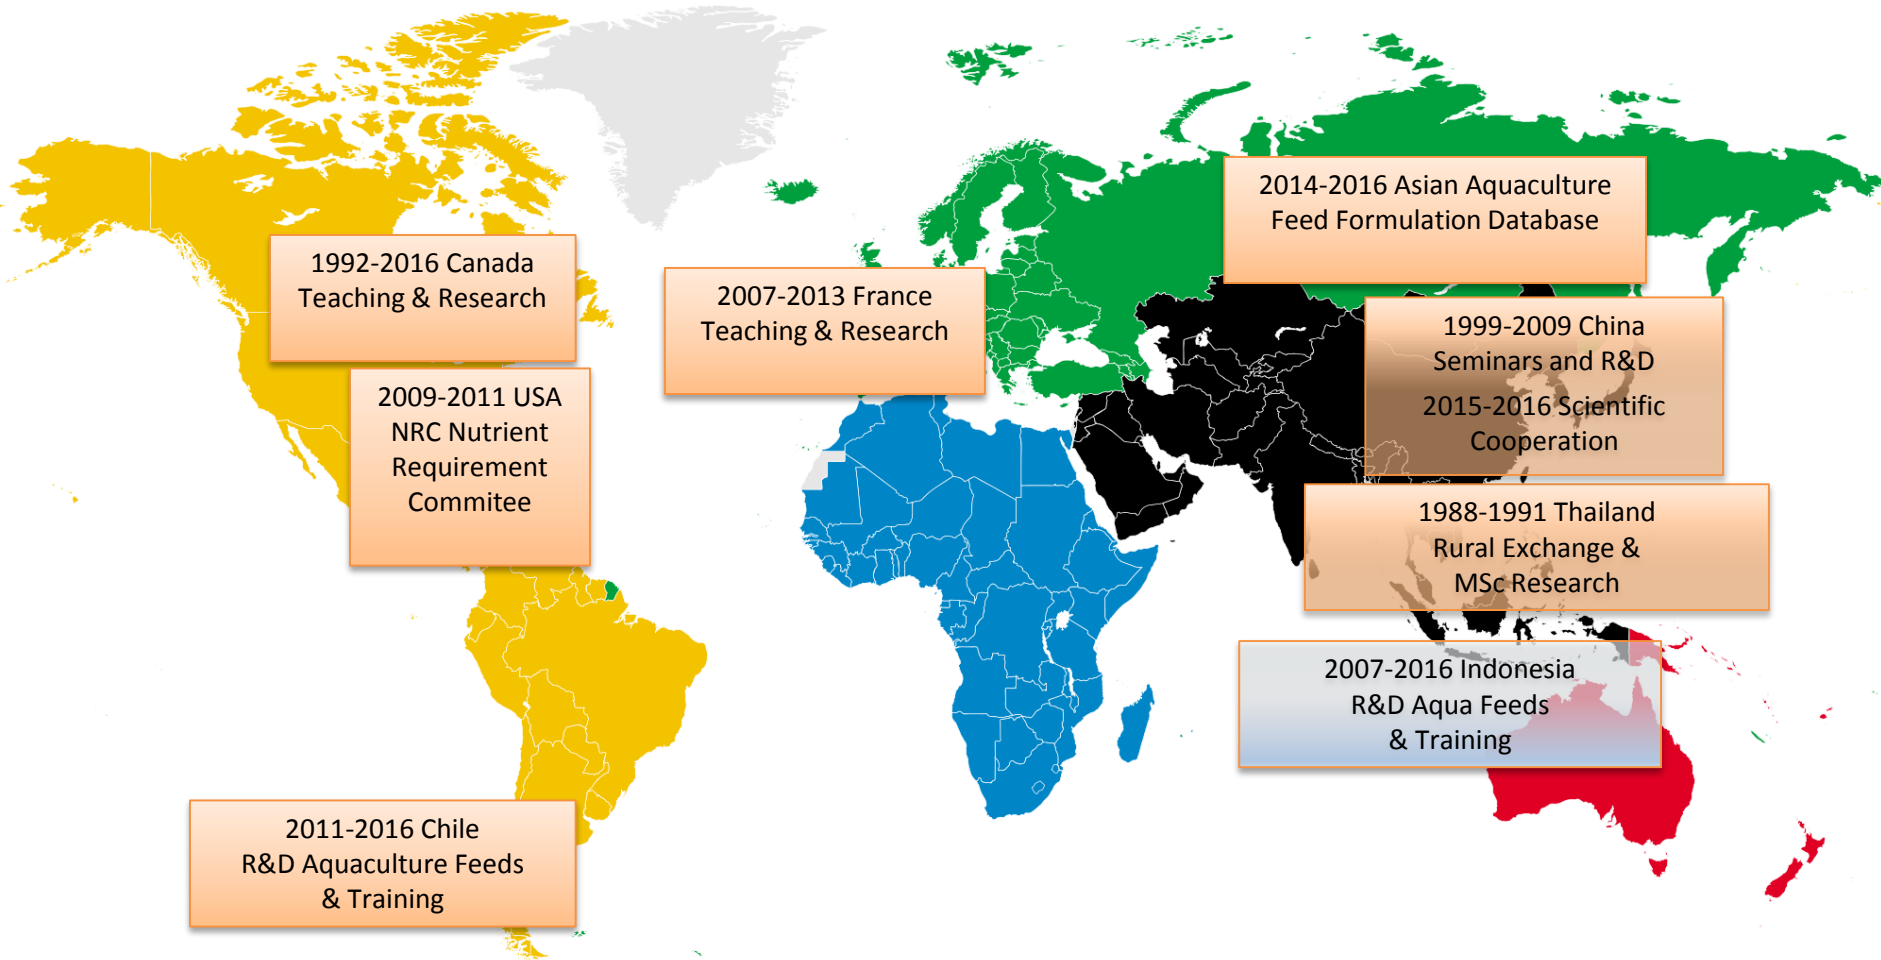 1992-2016 Canada
Teaching & Research
2009-2011 USA
NRC Nutrient
Requirement
Commitee
2011-2016 Chile
R&D Aquaculture Feeds
& Training
2007-2013 France
Teaching & Research
2014-2016 Asian Aquaculture
Feed Formulation Database
1999-2009 China
Seminars and R&D
2015-2016 Scientific
Cooperation
1988-1991 Thailand
Rural Exchange &
MSc Research
2007-2016 Indonesia
R&D Aqua Feeds
& Training